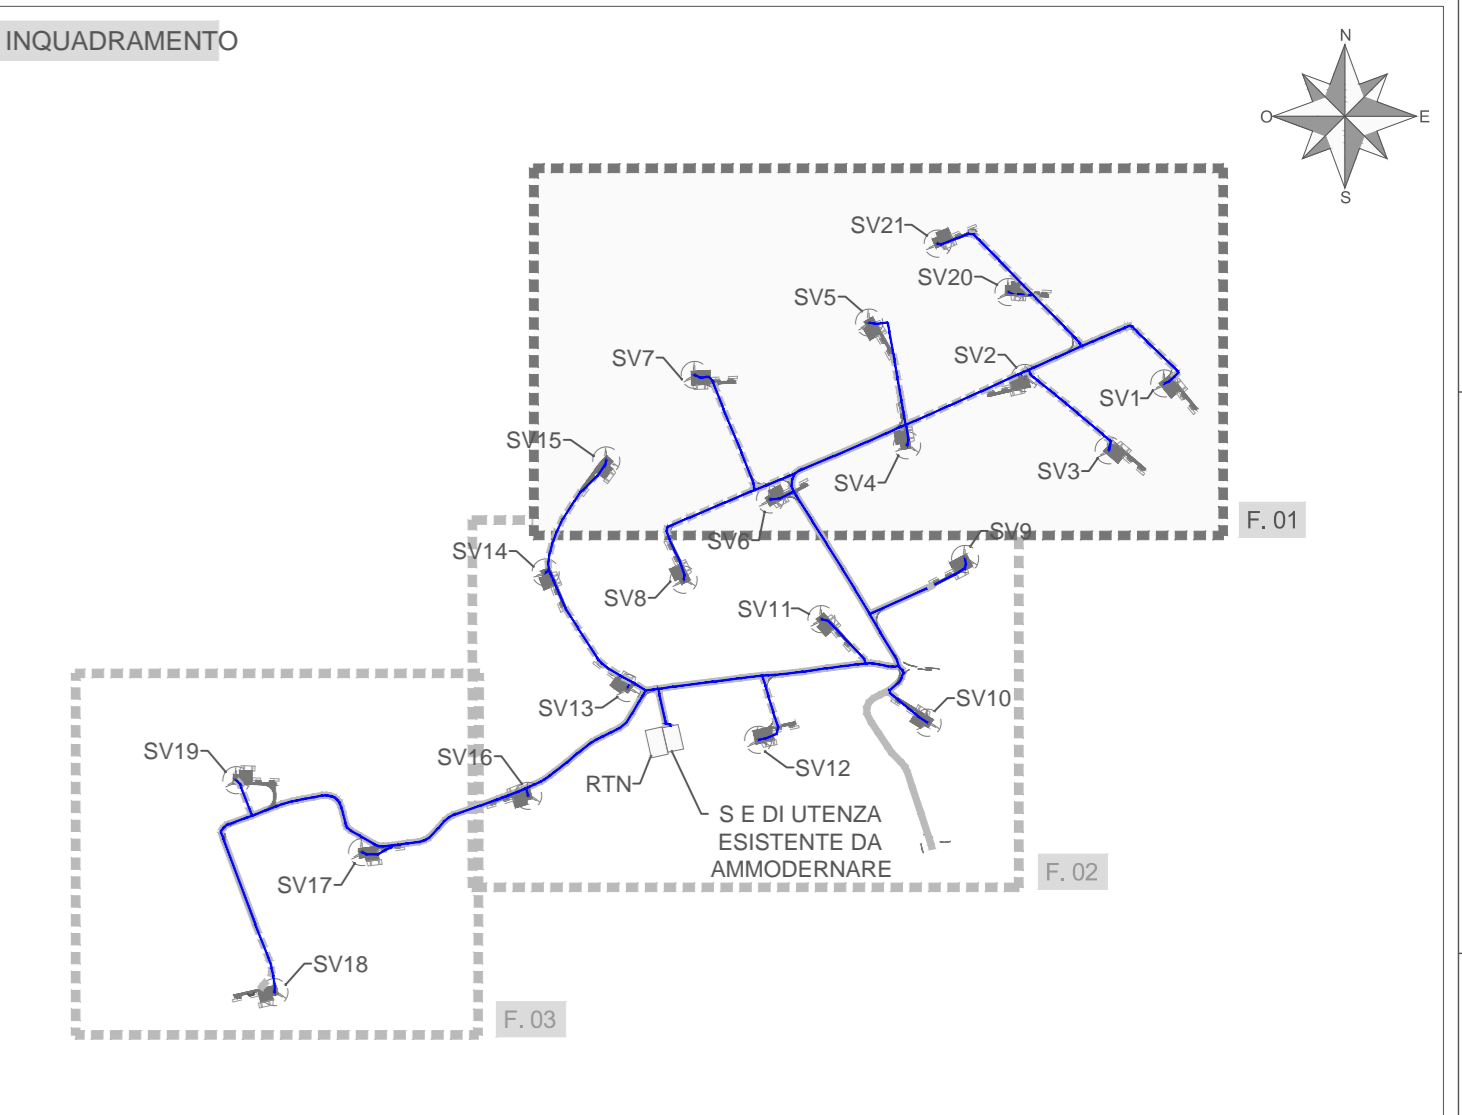 INQUADRAMENTO
N
O
E
S
SV21
SV20
SV5
SV2
SV7
SV1
SV15
SV3
SV4
F. 01
SV9
SV6
SV14
SV8
SV11
SV10
SV13
SV19
SV16
SV12
RTN
S E DI UTENZA
ESISTENTE DA
AMMODERNARE
F. 02
SV17
SV18
F. 03